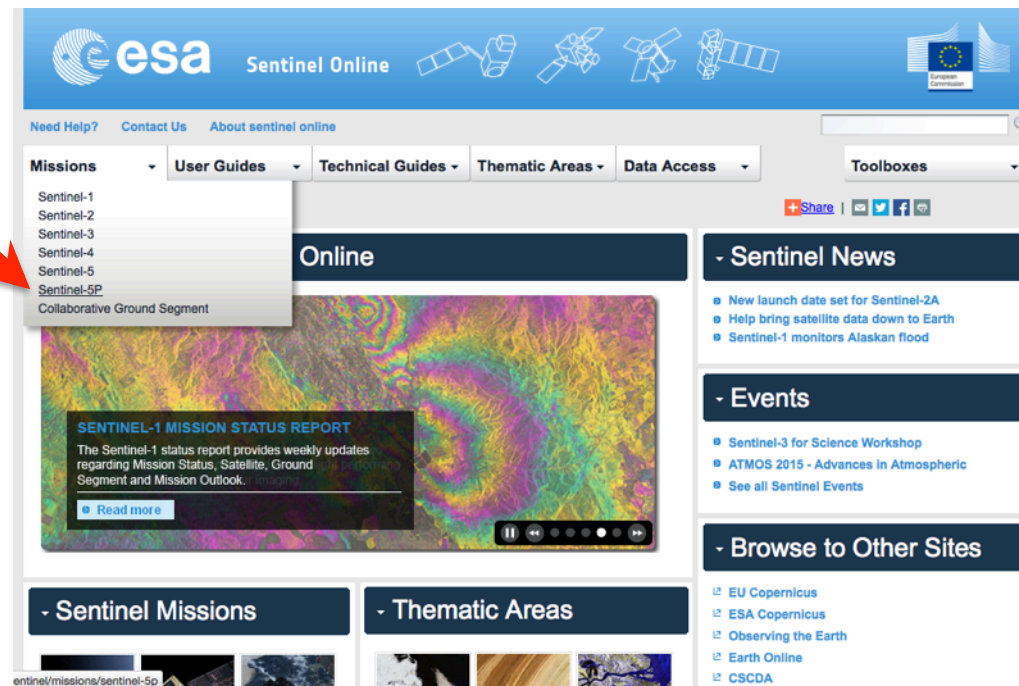 esa
Sentinel Online
European
Commission
Need Help? Contact Us About sentinel online
Missions User Guides Technical Guides Thematic Areas Data Access Toolboxes
Sentinel-1
Sentinel-2
Sentinel-3
Sentinel-4
Sentinel-5
Sentinel-5P
Collaborative Ground Segment
Share |
Online
SENTINEL-1 MISSION STATUS REPORT
The Sentinel-1 status report provides weekly updates
regarding Mission Status, Satellite, Ground
Segment and Mission Outlook.
Read more
Sentinel News
New launch date set for Sentinel-2A
Help bring satellite data down to Earth
Sentinel-1 monitors Alaskan flood
Events
Sentinel-3 for Science Workshop
ATMOS 2015 - Advances in Atmospheric
See all Sentinel Events
Browse to Other Sites
EU Copernicus
ESA Copernicus
Observing the Earth
Earth Online
CSCDA
Sentinel Missions
Thematic Areas
entinel/missions/sentinel-5p